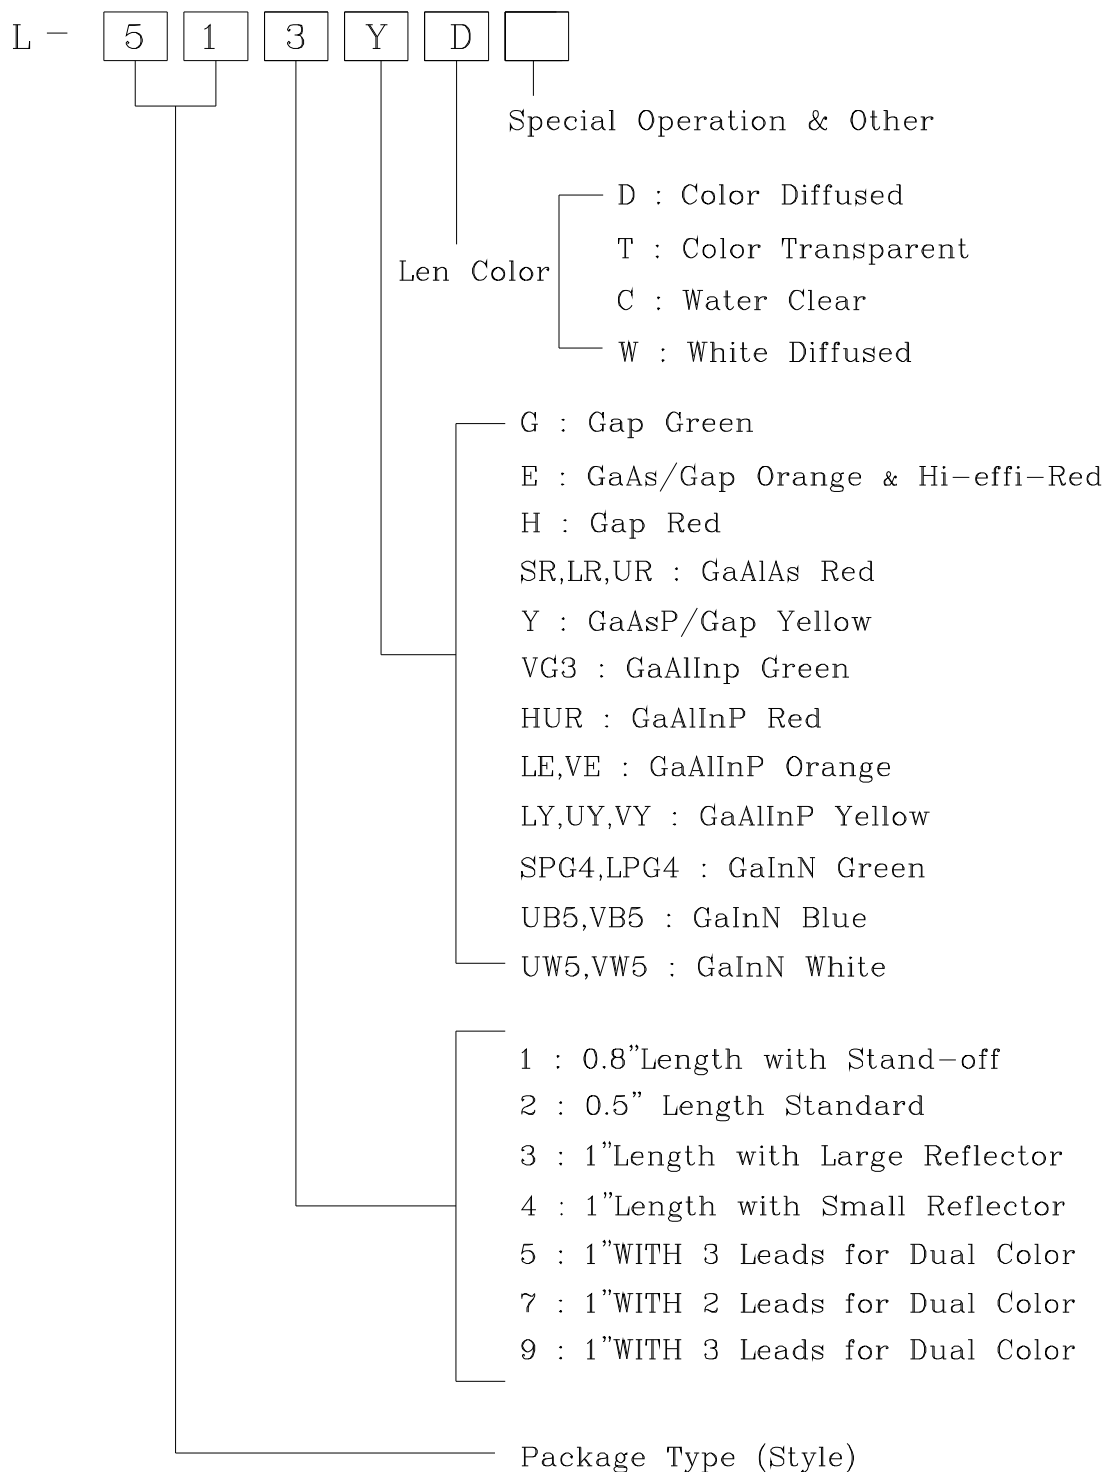 L - 5 1 3 Y D
Special Operation & Other
D : Color Diffused
T : Color Transparent
Len Color
C : Water Clear
W : White Diffused
G : Gap Green
E : GaAs/Gap Orange & Hi-effi-Red
H : Gap Red
SR,LR,UR : GaAlAs Red
Y : GaAsP/Gap Yellow
VG3 : GaAlInp Green
HUR : GaAlInP Red
LE,VE : GaAlInP Orange
LY,UY,VY : GaAlInP Yellow
SPG4,LPG4 : GaInN Green
UB5,VB5 : GaInN Blue
UW5,VW5 : GaInN White
1 : 0.8"Length with Stand-off
2 : 0.5" Length Standard
3 : 1"Length with Large Reflector
4 : 1"Length with Small Reflector
5 : 1"WITH 3 Leads for Dual Color
7 : 1"WITH 2 Leads for Dual Color
9 : 1"WITH 3 Leads for Dual Color
Package Type (Style)